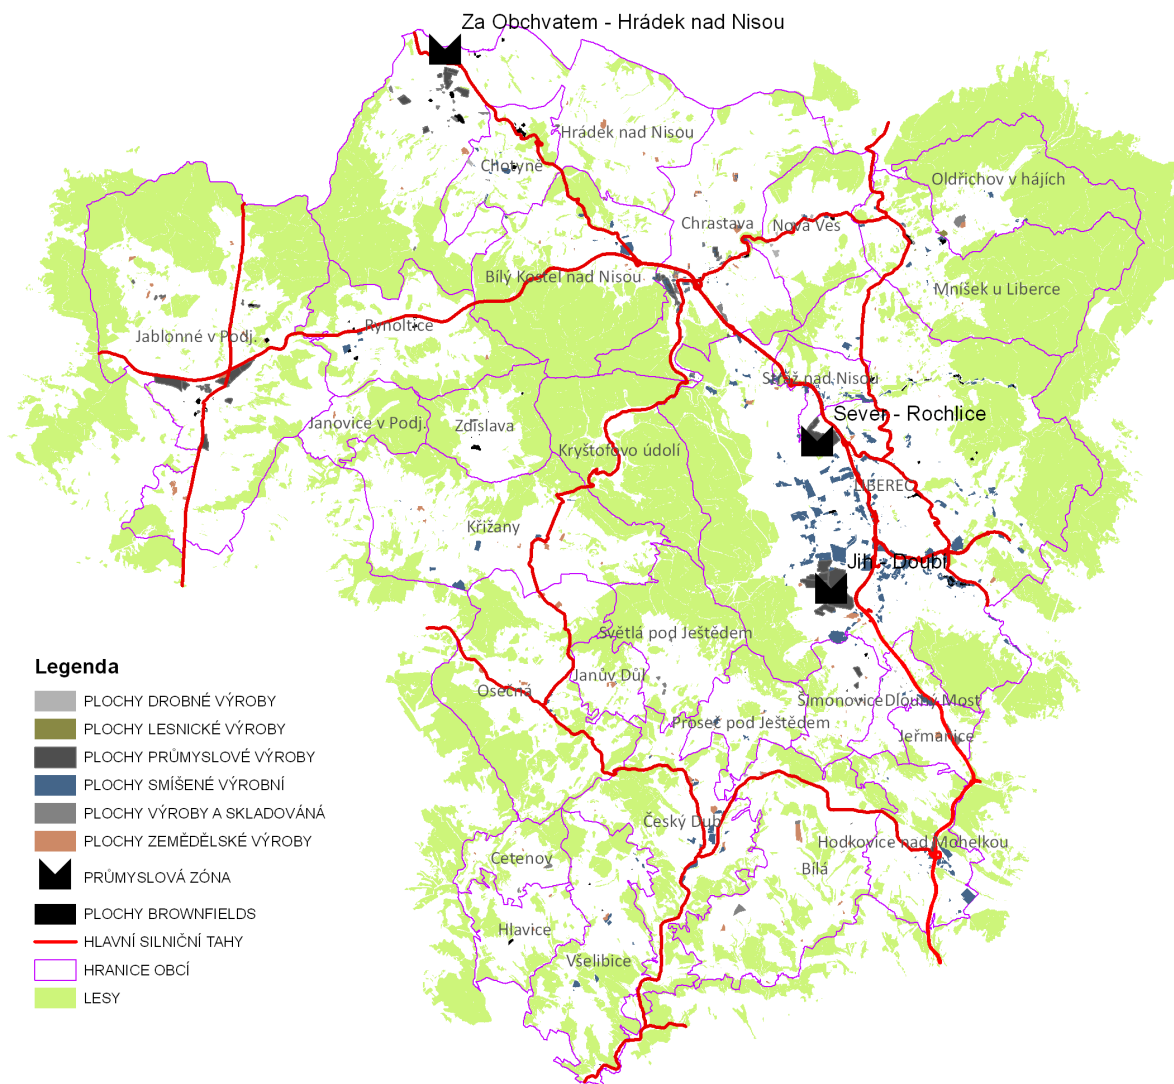 Za Obchvatem - Hrádek nad Nisou
Hrádek nad Nisou
Chotyně
Oldřichov v hájích
Chrastava
Nová Ves
Bílý Kostel nad Nisou
Mníšek u Liberce
Rynoltice
Jablonné v Podj.
Stráž nad Nisou
Sever - Rochlice
Janovice v Podj.
Zdislava
Kryštofovo údolí
LIBEREC
Křižany
Jih - Doubí
Světlá pod Ještědem
Janův Důl
Osečná
Šimonovice
Dlouhý Most
Proseč pod Ještědem
Jeřmanice
Český Dub
Hodkovice nad Mohelkou
Cetenov
Bílá
Hlavice
Všelibice
Legenda
PLOCHY DROBNÉ VÝROBY
PLOCHY LESNICKÉ VÝROBY
PLOCHY PRŮMYSLOVÉ VÝROBY
PLOCHY SMÍŠENÉ VÝROBNÍ
PLOCHY VÝROBY A SKLADOVÁNÁ
PLOCHY ZEMĚDĚLSKÉ VÝROBY
PRŮMYSLOVÁ ZÓNA
PLOCHY BROWNFIELDS
HLAVNÍ SILNIČNÍ TAHY
HRANICE OBCÍ
LESY